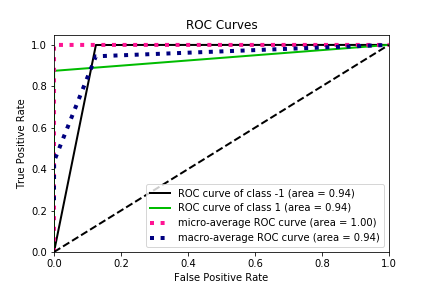 ROC Curves
True Positive Rate
1.0
0.8
0.6
0.4
0.2
0.0
ROC curve of class -1 (area = 0.94)
ROC curve of class 1 (area = 0.94)
micro-average ROC curve (area = 1.00)
macro-average ROC curve (area = 0.94)
0.0 0.2 0.4 0.6 0.8 1.0
False Positive Rate